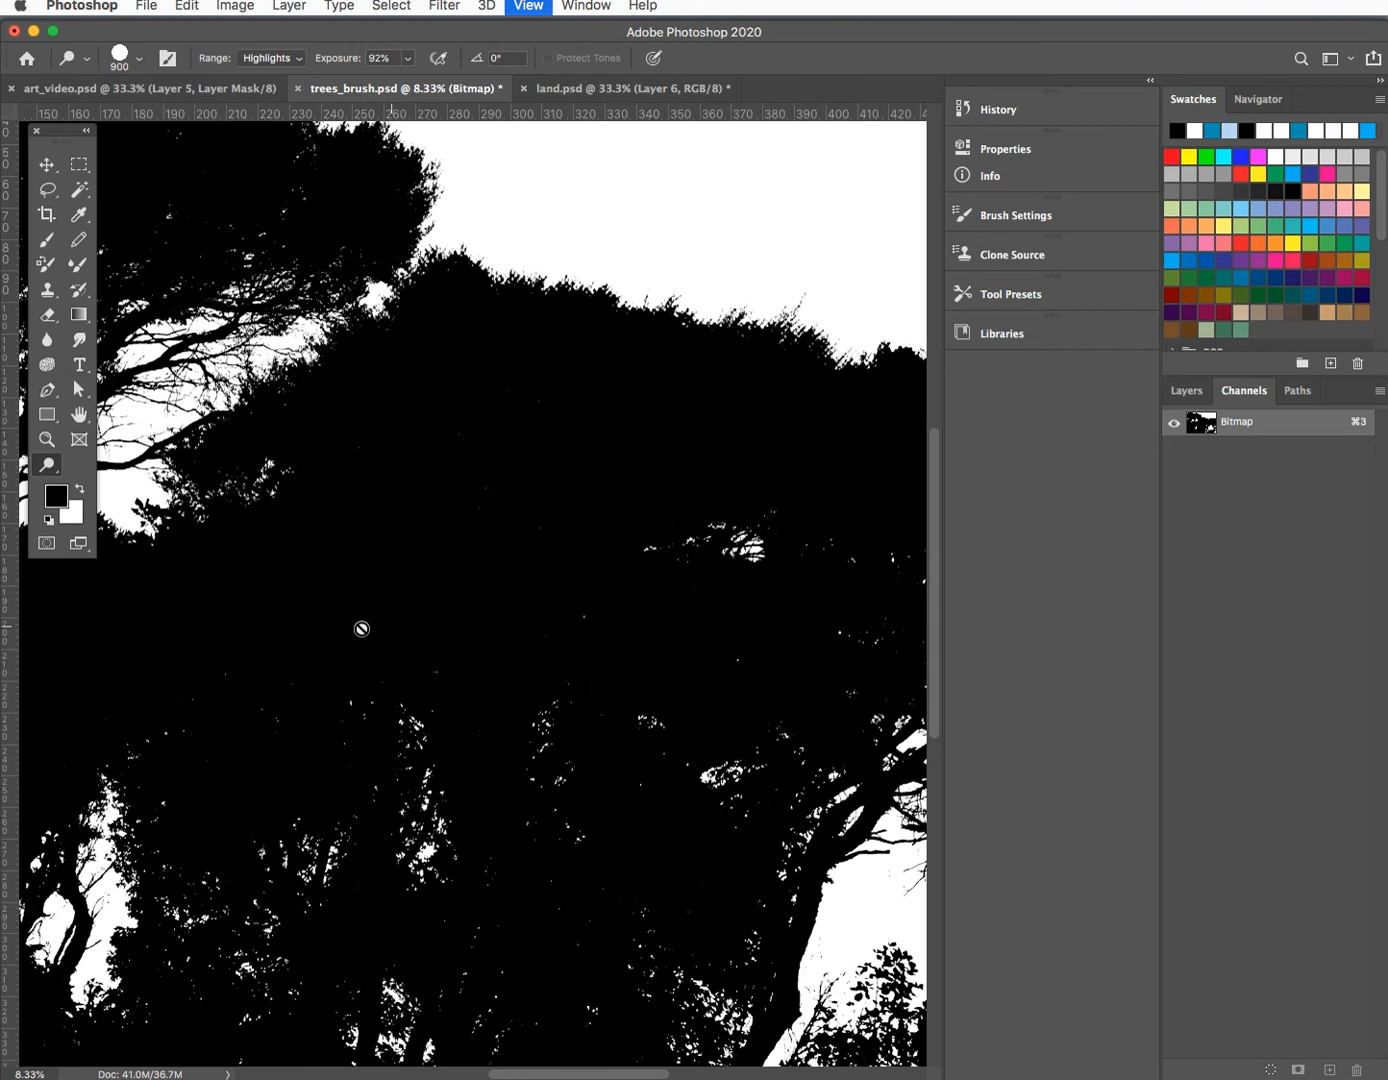 Photoshop File Edit Image Layer Type Select Filter 3D View Window Help
Adobe Photoshop 2020
900 Range: Highlights Exposure: 92% 0° Protect Tones
art_video.psd @ 33.3% (Layer 5, Layer Mask/8) trees_brush.psd @ 8.33% (Bitmap) * land.psd @ 33.3% (Layer 6, RGB/8) *
150 160 170 180 190 200 210 220 230 240 250 260 270 280 290 300 310 320 330 340 350 360 370 380 390 400 410 420
History
Properties
Info
Brush Settings
Clone Source
Tool Presets
Libraries
Swatches Navigator
Layers Channels Paths
Bitmap ⌘3
8.33% Doc: 41.0M/36.7M